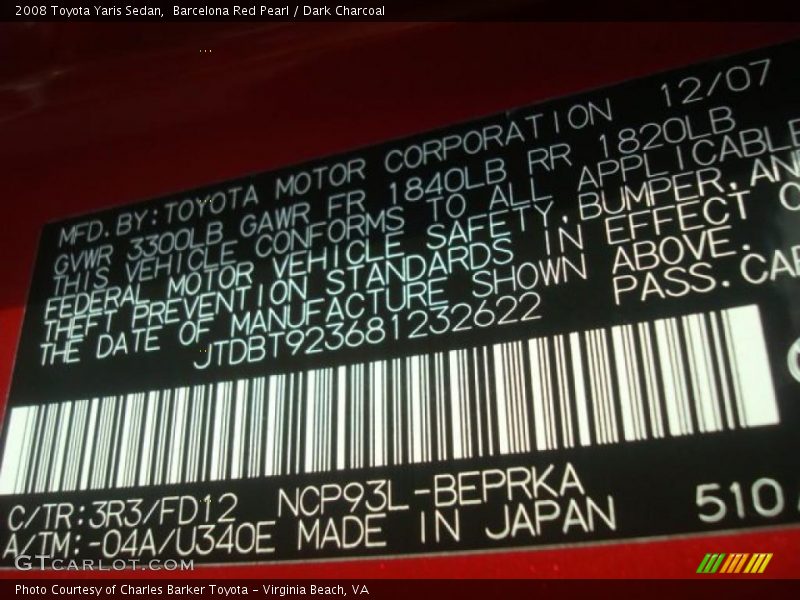 2008 Toyota Yaris Sedan,  Barcelona Red Pearl / Dark Charcoal
MFD. BY: TOYOTA MOTOR CORPORATION 12/07
GVWR 3300LB GAWR FR 1840LB RR 1820LB
THIS VEHICLE CONFORMS TO ALL APPLICABLE
FEDERAL MOTOR VEHICLE SAFETY, BUMPER, AND
THEFT PREVENTION STANDARDS IN EFFECT
THE DATE OF MANUFACTURE SHOWN ABOVE.
JTDBT923681232622 PASS. CAR
C/TR: 3R3/FD12 NCP93L-BEPRKA
A/TM: -04A/U340E MADE IN JAPAN 510
GTCARLOT.COM
Photo Courtesy of Charles Barker Toyota - Virginia Beach, VA